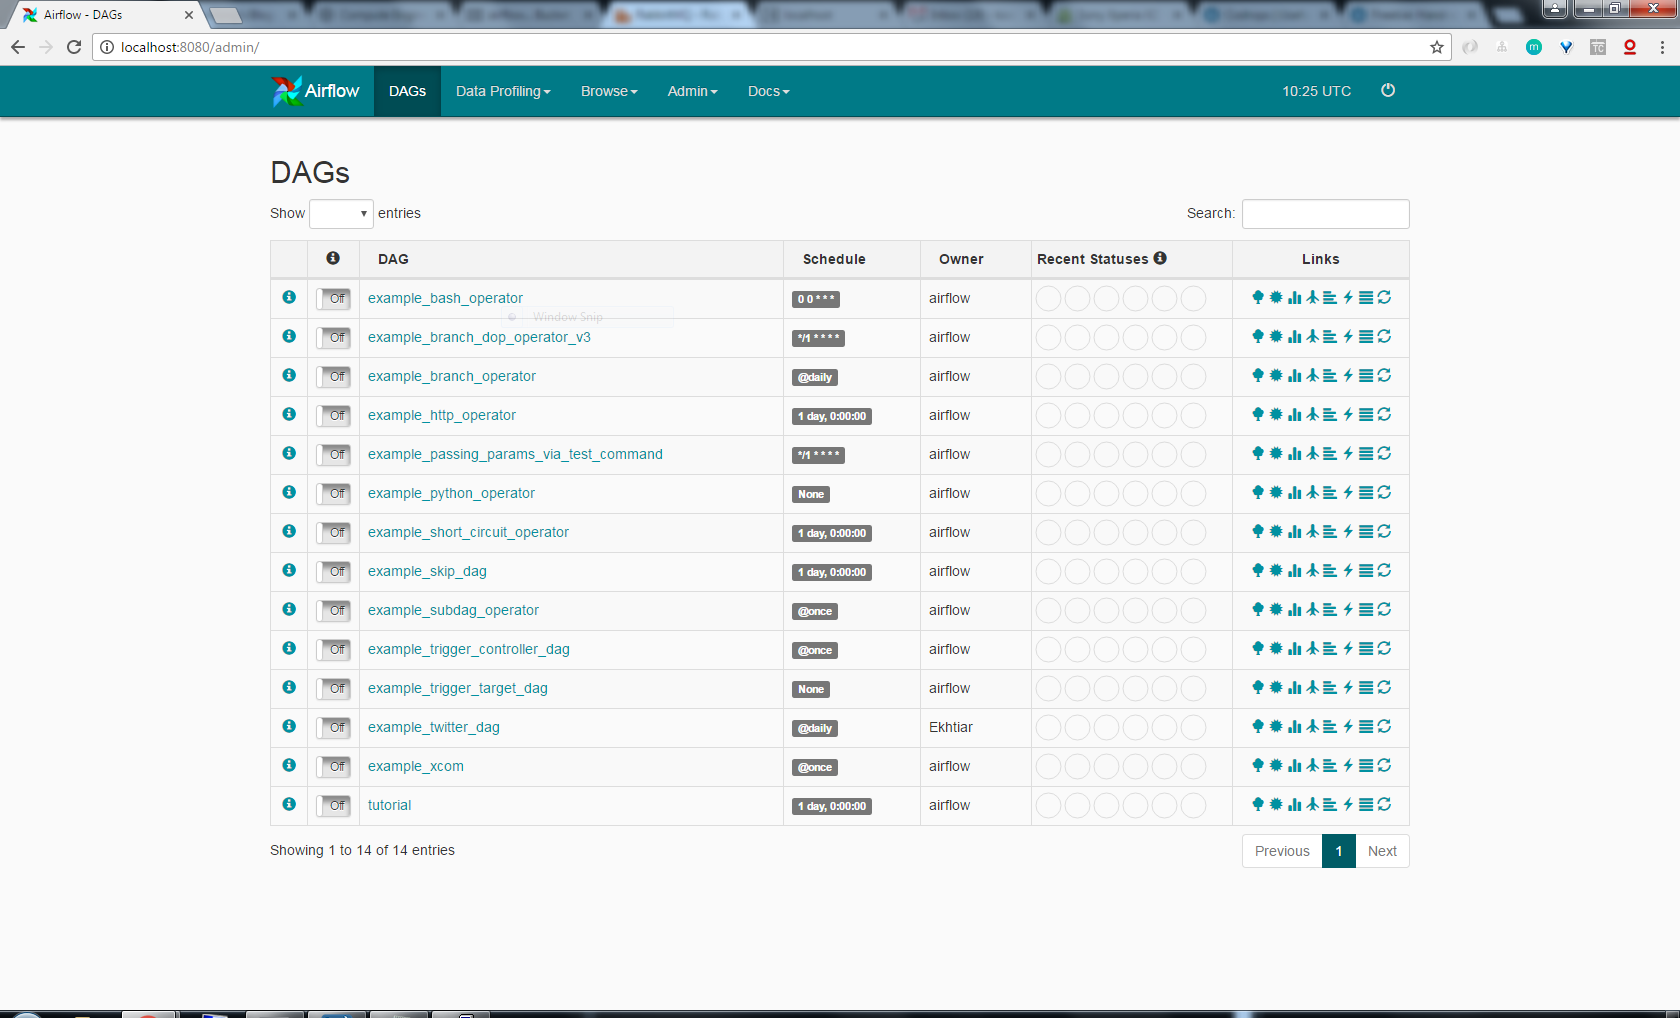 Airflow - DAGs
localhost:8080/admin/
Airflow DAGs Data Profiling Browse Admin Docs 10:25 UTC
DAGs
Show entries Search:
DAG Schedule Owner Recent Statuses Links
Off example_bash_operator 0 0 * * * airflow
Window Snip
Off example_branch_dop_operator_v3 */1 * * * * airflow
Off example_branch_operator @daily airflow
Off example_http_operator 1 day, 0:00:00 airflow
Off example_passing_params_via_test_command */1 * * * * airflow
Off example_python_operator None airflow
Off example_short_circuit_operator 1 day, 0:00:00 airflow
Off example_skip_dag 1 day, 0:00:00 airflow
Off example_subdag_operator @once airflow
Off example_trigger_controller_dag @once airflow
Off example_trigger_target_dag None airflow
Off example_twitter_dag @daily Ekhtiar
Off example_xcom @once airflow
Off tutorial 1 day, 0:00:00 airflow
Showing 1 to 14 of 14 entries Previous 1 Next